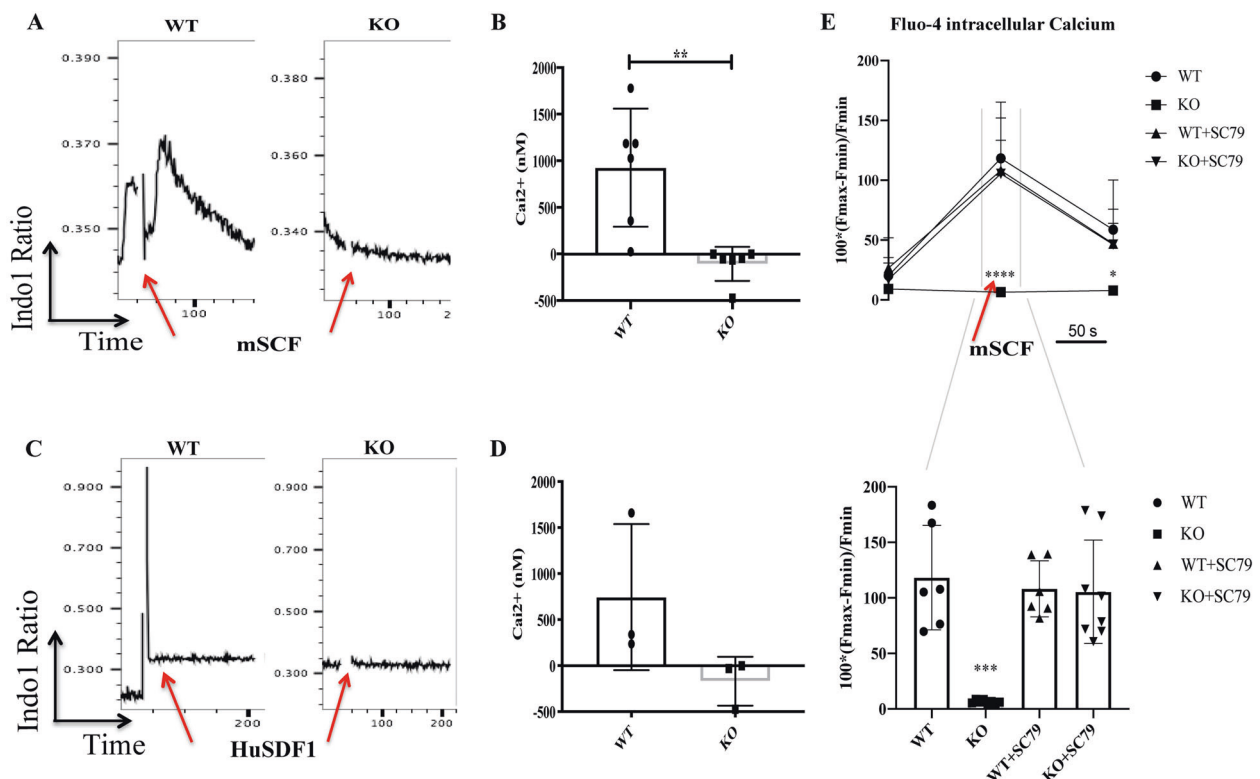 A
WT
KO
0.390
0.370
0.350
100
0.380
0.360
0.340
100
2
Indo1 Ratio
Time
mSCF
B
**
2000
1500
1000
500
0
-500
Cai2+ (nM)
WT
KO
E
Fluo-4 intracellular Calcium
200
150
100
50
0
100*(Fmax-Fmin)/Fmin
****
*
mSCF
50 s
WT
KO
WT+SC79
KO+SC79
C
WT
KO
0.900
0.700
0.500
0.300
200
0.900
0.700
0.500
0.300
0
100
200
Indo1 Ratio
Time
HuSDF1
D
2000
1500
1000
500
0
-500
Cai2+ (nM)
WT
KO
200
150
100
50
0
100*(Fmax-Fmin)/Fmin
***
WT
KO
WT+SC79
KO+SC79
WT
KO
WT+SC79
KO+SC79